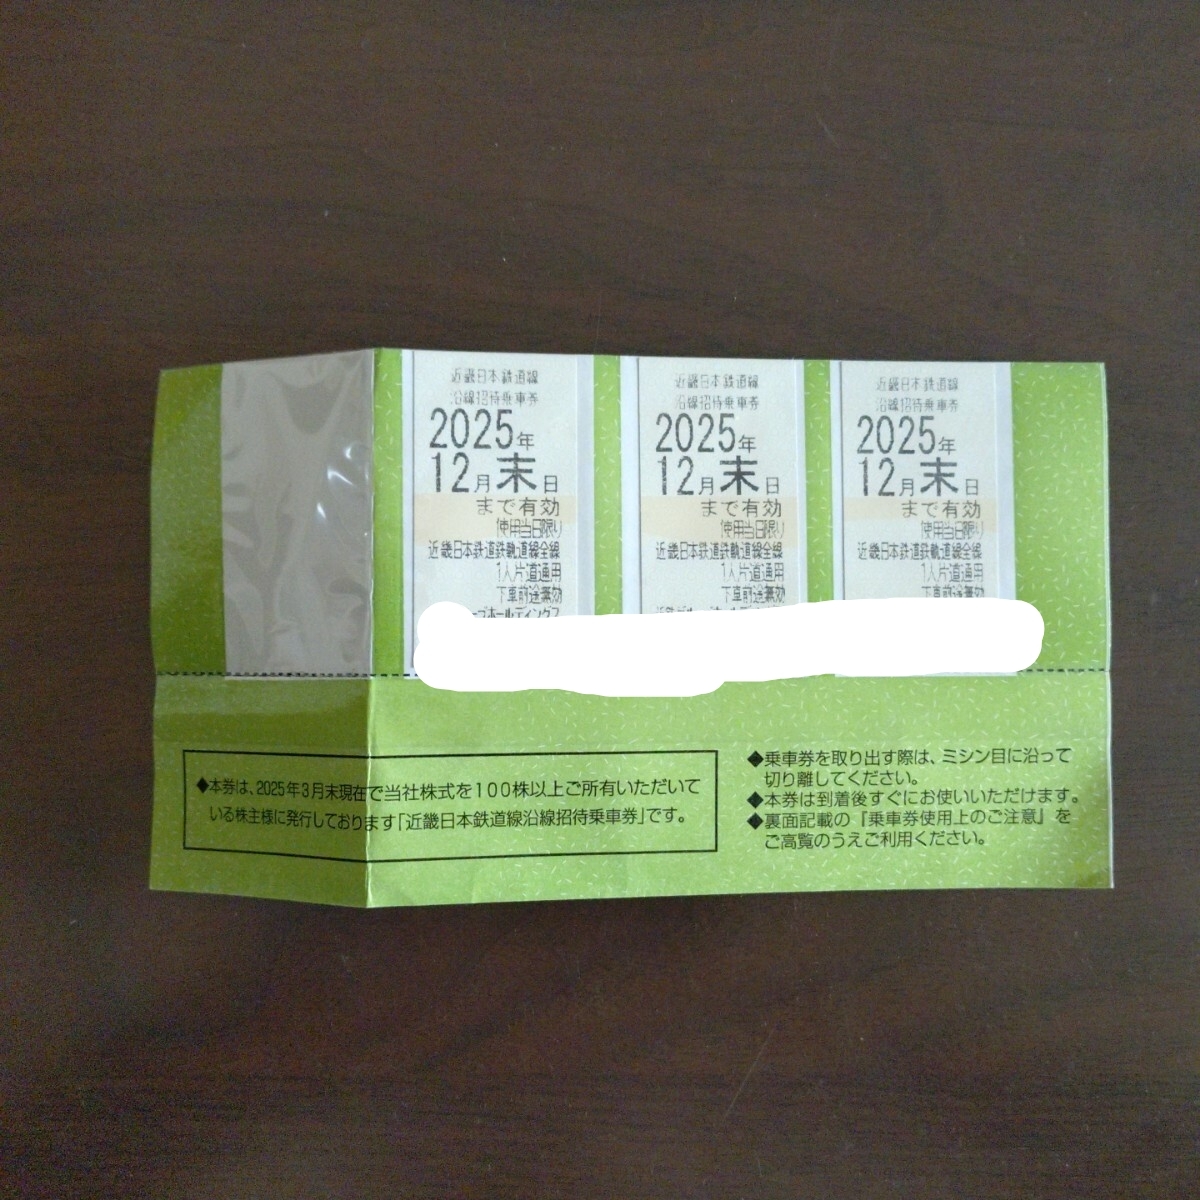 近畿日本鉄道線
沿線招待乗車券
2025年
12月末日
まで有効
使用当日限り
近畿日本鉄道鉄軌道線全線
1人片道通用
下車前途無効
ープホールディングス
近畿日本鉄道線
沿線招待乗車券
2025年
12月末日
まで有効
使用当日限り
近畿日本鉄道鉄軌道線全線
1人片道通用
下車前途無効
近畿日本鉄道線
沿線招待乗車券
2025年
12月末日
まで有効
使用当日限り
近畿日本鉄道鉄軌道線全線
1人片道通用
下車前途無効
◆本券は、2025年3月末現在で当社株式を100株以上ご所有いただいて
いる株主様に発行しております「近畿日本鉄道線沿線招待乗車券」です。
◆乗車券を取り出す際は、ミシン目に沿って
切り離してください。
◆本券は到着後すぐにお使いいただけます。
◆裏面記載の『乗車券使用上のご注意』を
ご高覧のうえご利用ください。